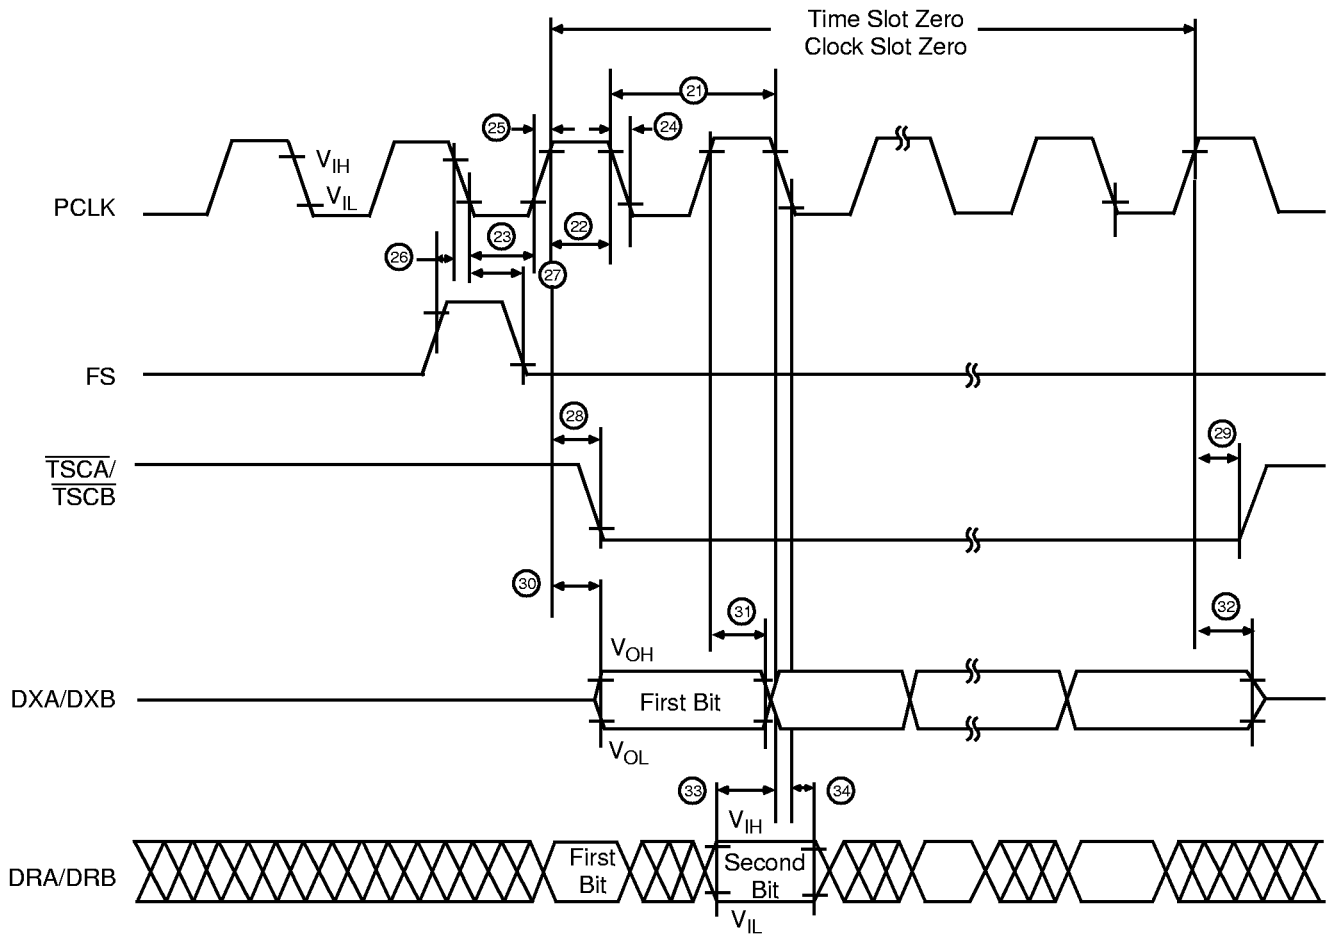 Time Slot Zero
Clock Slot Zero
21
25
24
VIH
VIL
PCLK
22
23
26
27
FS
28
29
TSCA/
TSCB
30
31
32
VOH
DXA/DXB
First Bit
VOL
33
34
VIH
DRA/DRB
First
Bit
Second
Bit
VIL